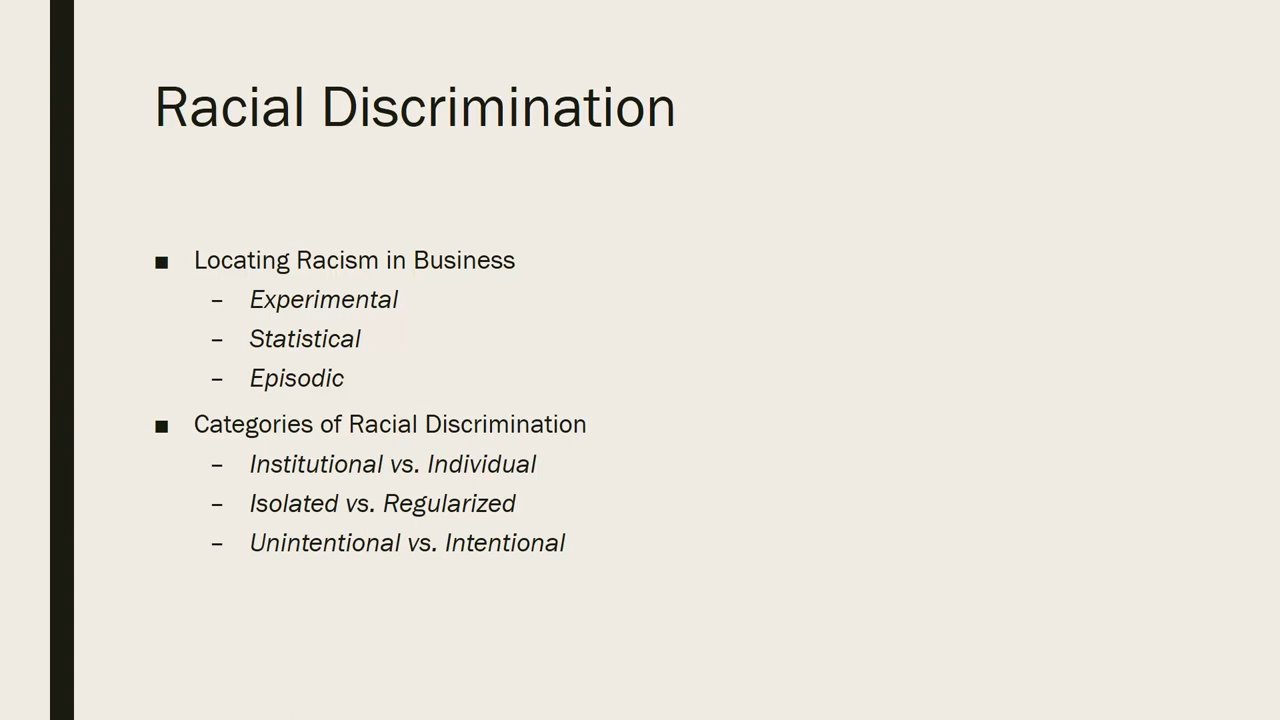 Racial Discrimination
■ Locating Racism in Business
– Experimental
– Statistical
– Episodic
■ Categories of Racial Discrimination
– Institutional vs. Individual
– Isolated vs. Regularized
– Unintentional vs. Intentional